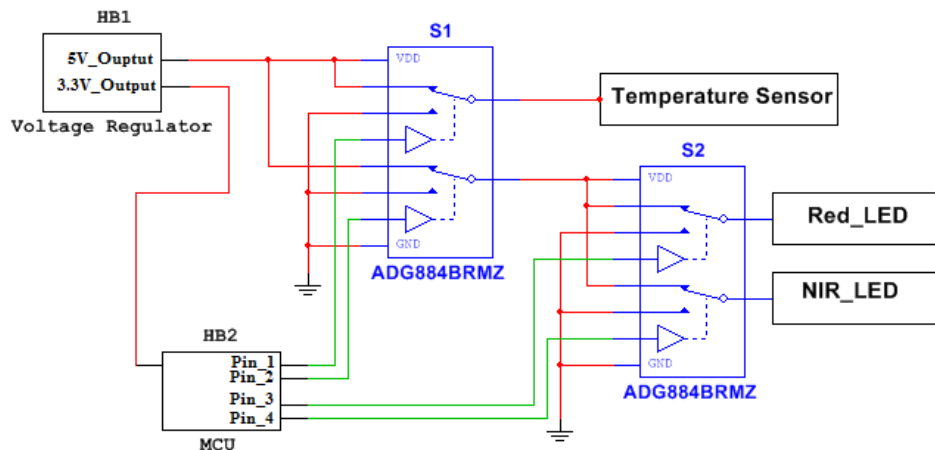 HB1
5V_Ouptut
3.3V_Output
Voltage Regulator
S1
VDD
GND
ADG884BRMZ
Temperature Sensor
S2
VDD
GND
ADG884BRMZ
Red_LED
NIR_LED
HB2
Pin_1
Pin_2
Pin_3
Pin_4
MCU